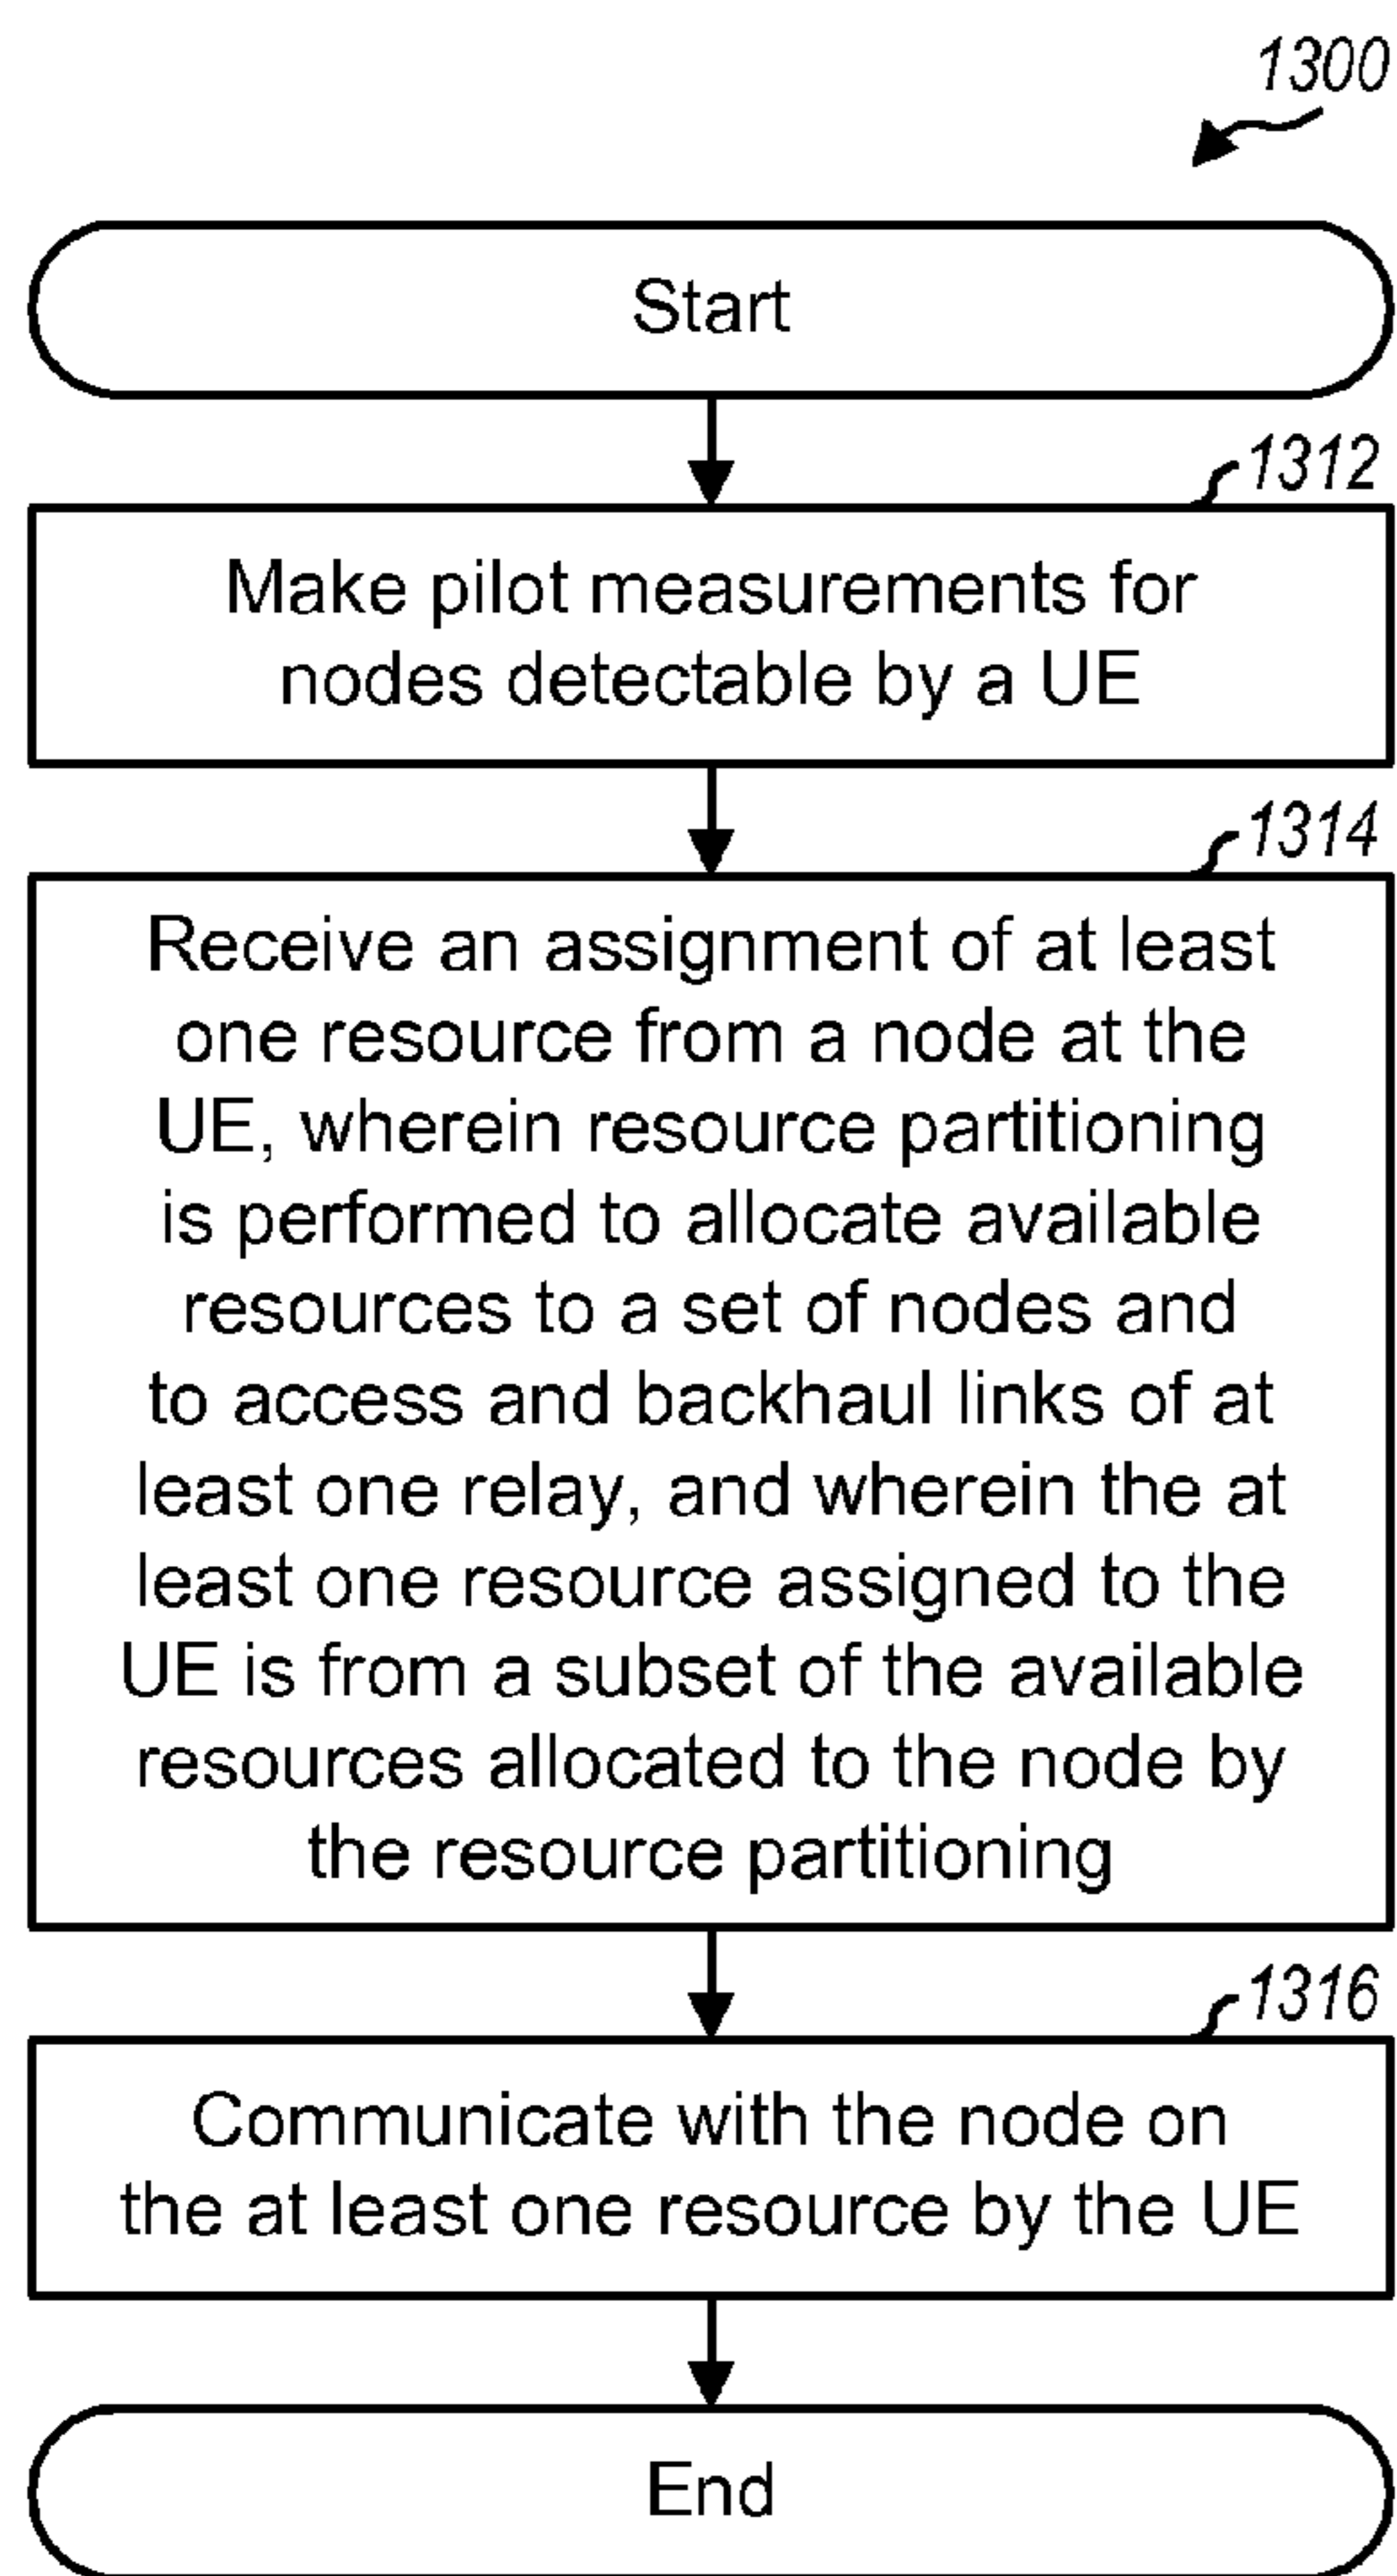 1300
Start
1312
Make pilot measurements for
nodes detectable by a UE
1314
Receive an assignment of at least
one resource from a node at the
UE, wherein resource partitioning
is performed to allocate available
resources to a set of nodes and
to access and backhaul links of at
least one relay, and wherein the at
least one resource assigned to the
UE is from a subset of the available
resources allocated to the node by
the resource partitioning
1316
Communicate with the node on
the at least one resource by the UE
End